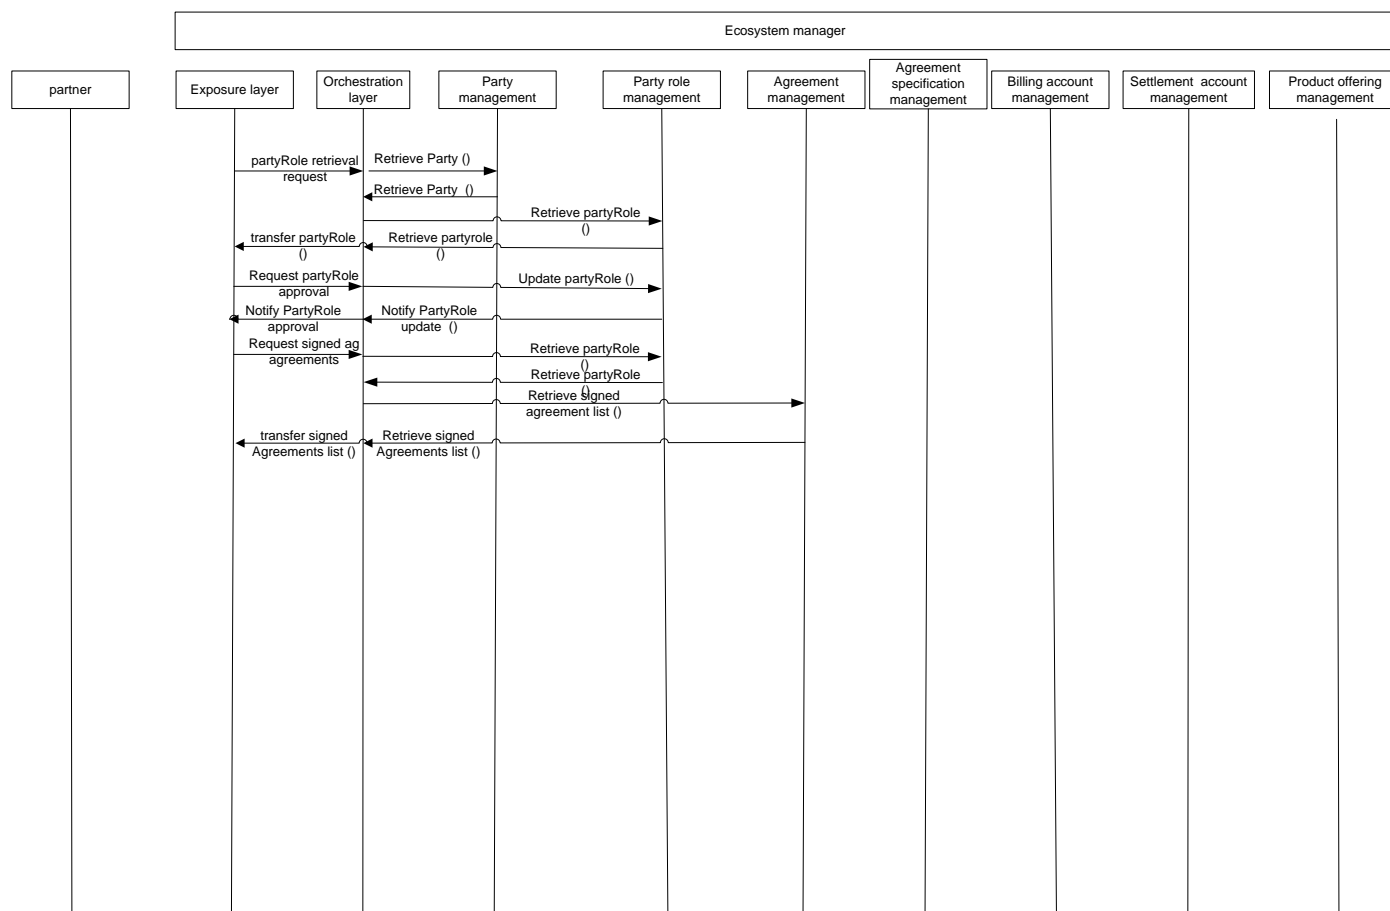 Ecosystem manager
partner
Exposure layer
Orchestration
layer
Party
management
Party role
management
Agreement
management
Agreement
specification
management
Billing account
management
Settlement account
management
Product offering
management
partyRole retrieval
request
Retrieve Party ()
Retrieve Party ()
Retrieve partyRole
()
transfer partyRole
()
Retrieve partyrole
()
Request partyRole
approval
Update partyRole ()
Notify PartyRole
approval
Notify PartyRole
update ()
Request signed ag
agreements
Retrieve partyRole
()
Retrieve partyRole
()
Retrieve signed
agreement list ()
transfer signed
Agreements list ()
Retrieve signed
Agreements list ()